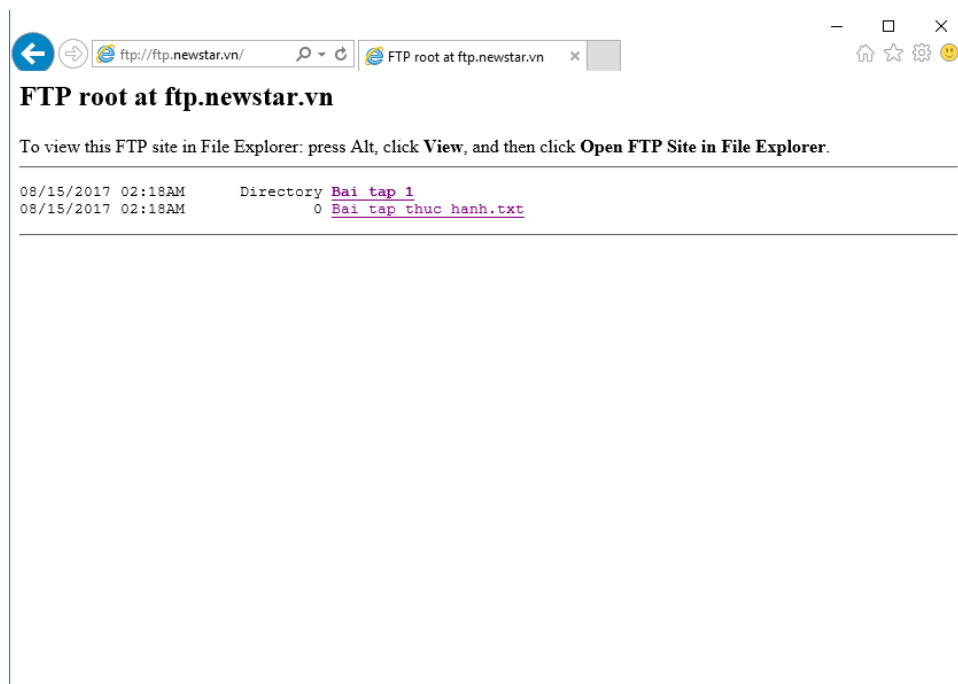 ftp://ftp.newstar.vn/
FTP root at ftp.newstar.vn
FTP root at ftp.newstar.vn
To view this FTP site in File Explorer: press Alt, click View, and then click Open FTP Site in File Explorer.
08/15/2017 02:18AM Directory Bai tap 1
08/15/2017 02:18AM 0 Bai tap thuc hanh.txt